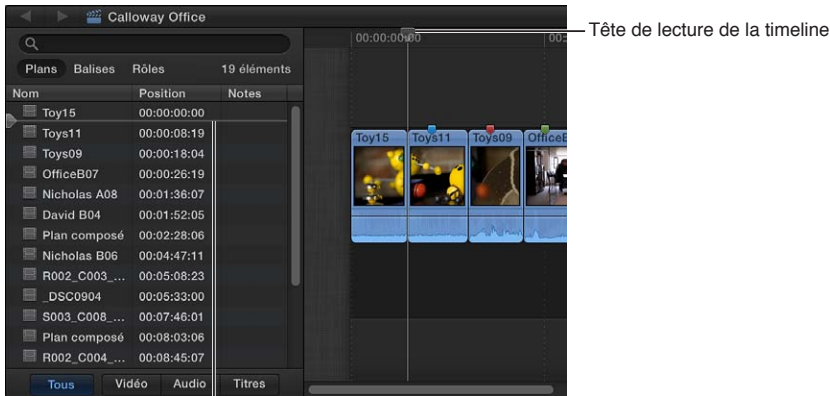 Calloway Office
Plans Balises Rôles 19 éléments
Nom Position Notes
Toy15 00:00:00:00
Toys11 00:00:08:19
Toys09 00:00:18:04
OfficeB07 00:00:26:19
Nicholas A08 00:01:36:07
David B04 00:01:52:05
Plan composé 00:02:28:06
Nicholas B06 00:04:47:11
R002_C003_... 00:05:08:23
_DSC0904 00:05:33:00
S003_C008_... 00:07:46:01
Plan composé 00:08:03:06
R002_C004_... 00:08:45:07
Tous Vidéo Audio Titres
00:00:00:00 00:
Toy15 Toys11 Toys09 OfficeB
Tête de lecture de la timeline